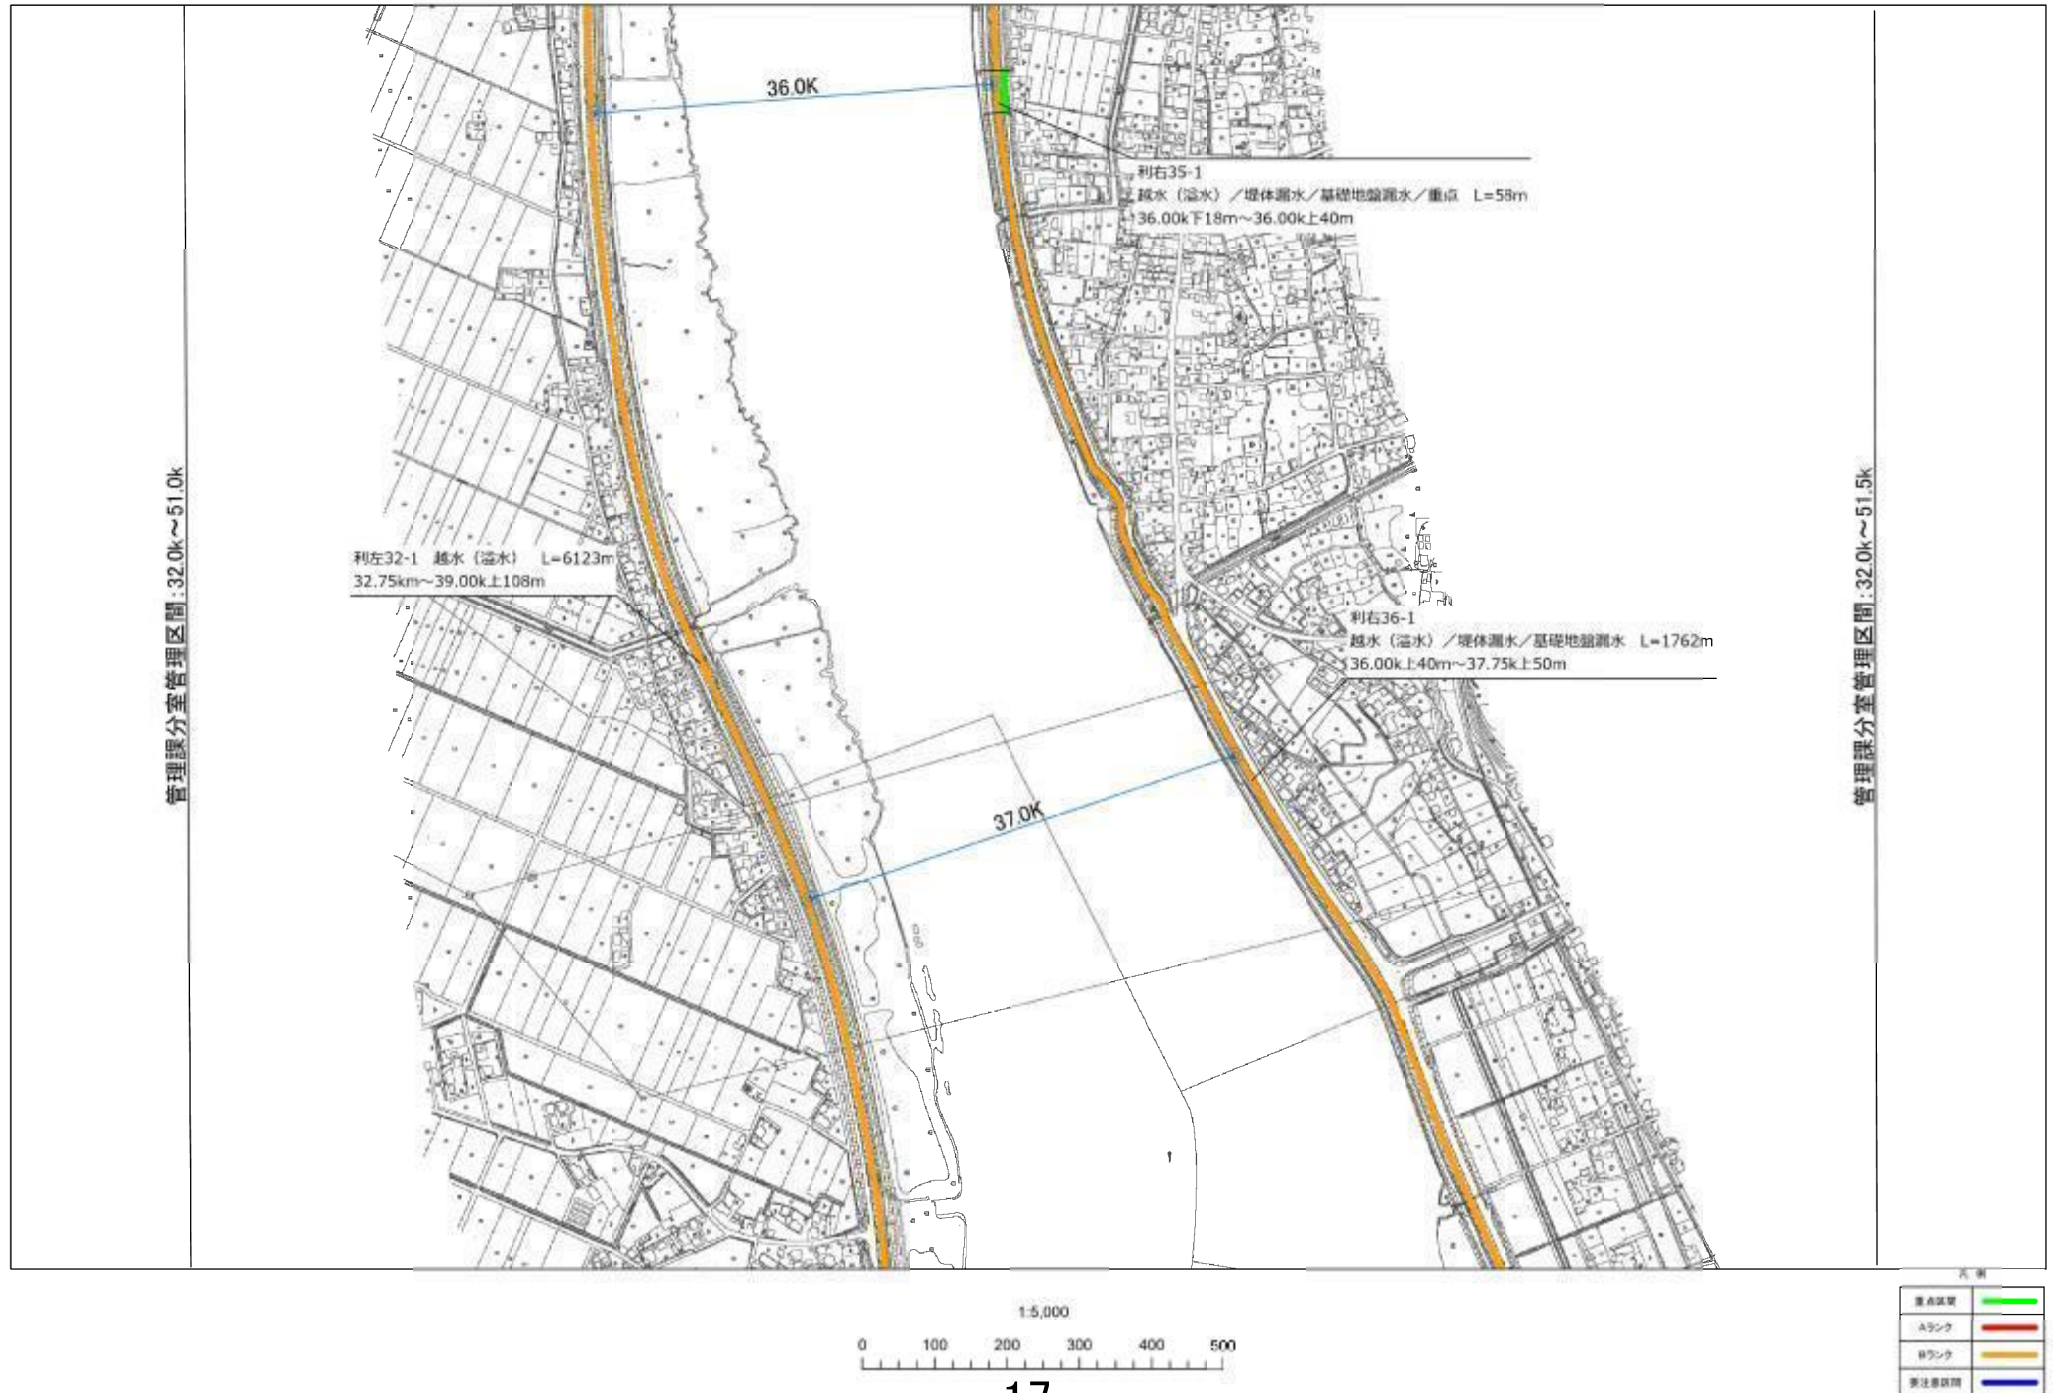 36.0K
利右35-1
越水（溢水）／堤体漏水／基礎地盤漏水／重点　L=58m
36.00k下18m～36.00k上40m
管理課分室管理区間：32.0k～51.0k
利左32-1　越水（溢水）　L=6123m
32.75km～39.00k上108m
管理課分室管理区間：32.0k～51.5k
利右36-1
越水（溢水）／堤体漏水／基礎地盤漏水　L=1762m
36.00k上40m～37.75k上50m
37.0K
凡 例
重点区間
Aランク
Bランク
要注意区間
1:5,000
0 100 200 300 400 500
17